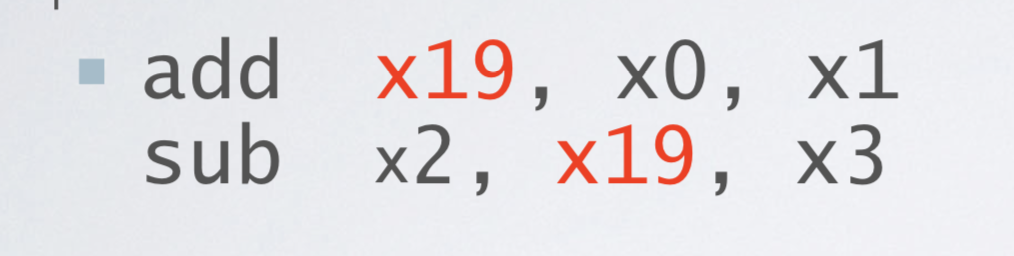 ▪ add x19, x0, x1
sub x2, x19, x3